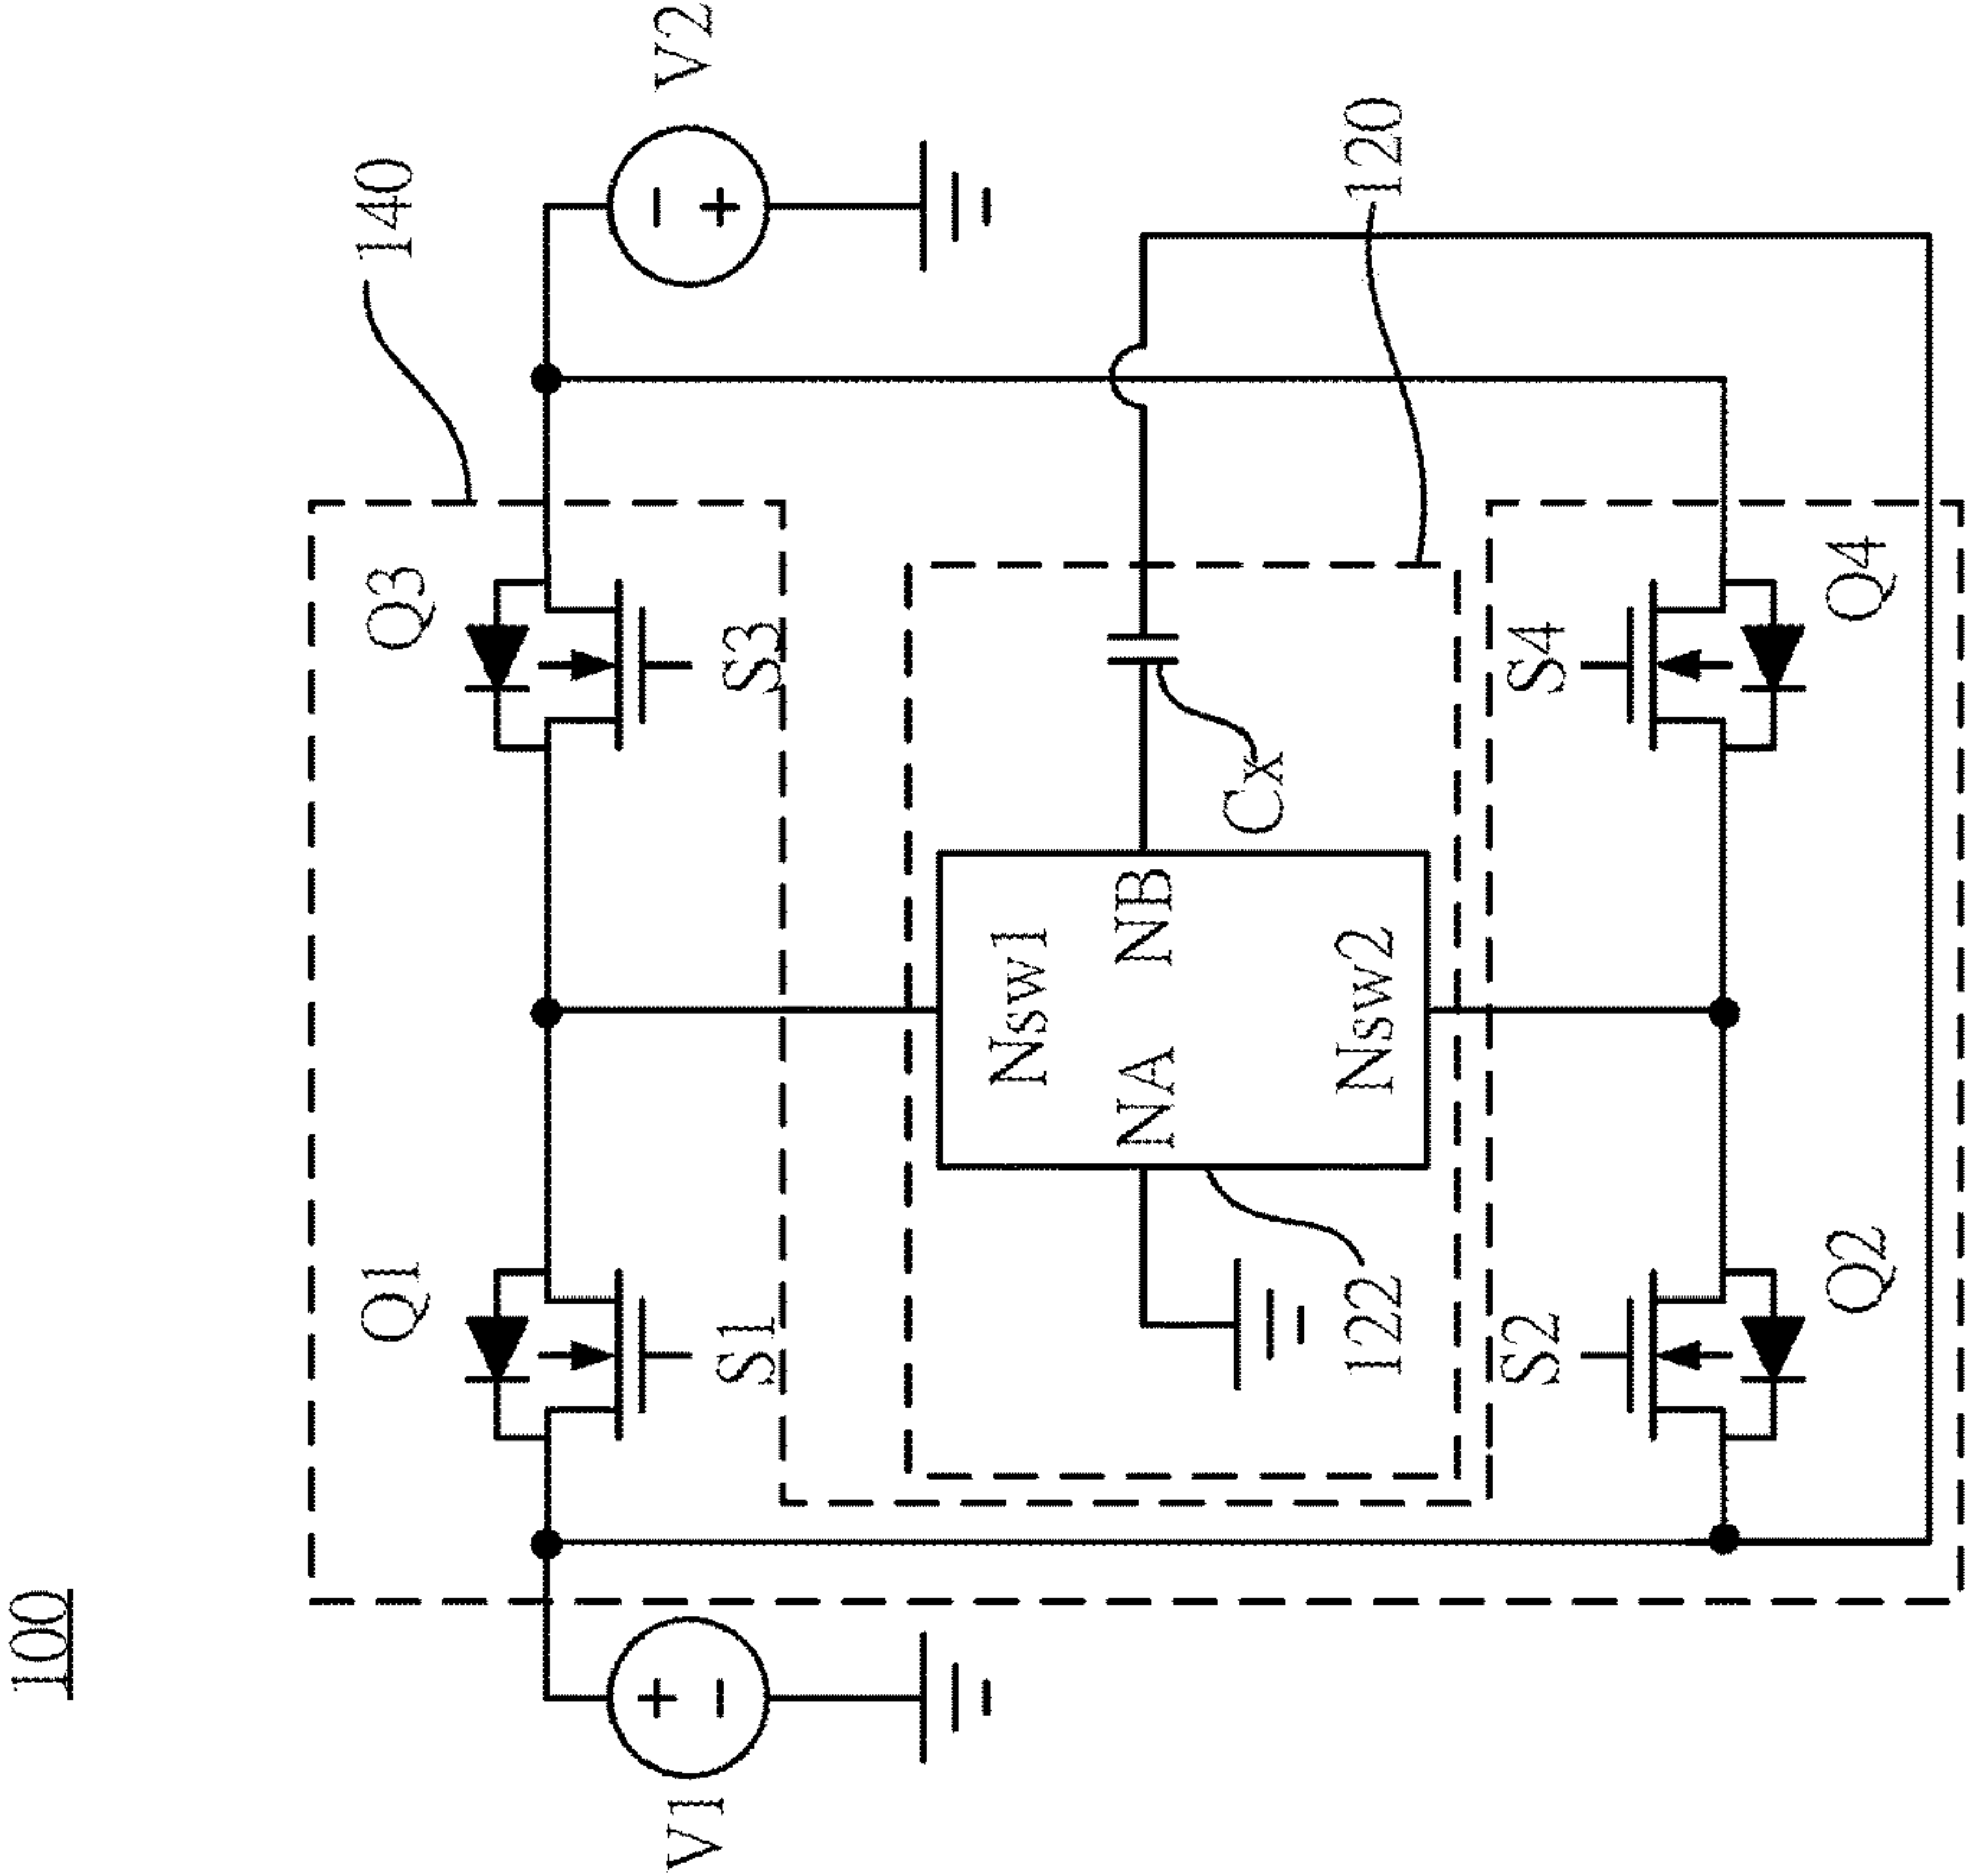 100
140
Q1
Q3
S1
S3
V1
+
−
−
+
V2
Nsw1
NA
NB
Nsw2
Cx
122
120
S2
S4
Q2
Q4